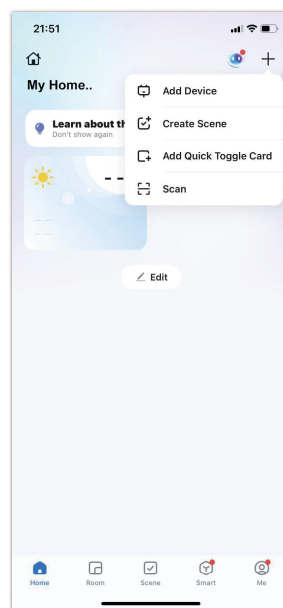 21:51
My Home..
Add Device
Learn about th
Don't show again
Create Scene
Add Quick Toggle Card
Scan
--
-- --
Edit
Home
Room
Scene
Smart
Me